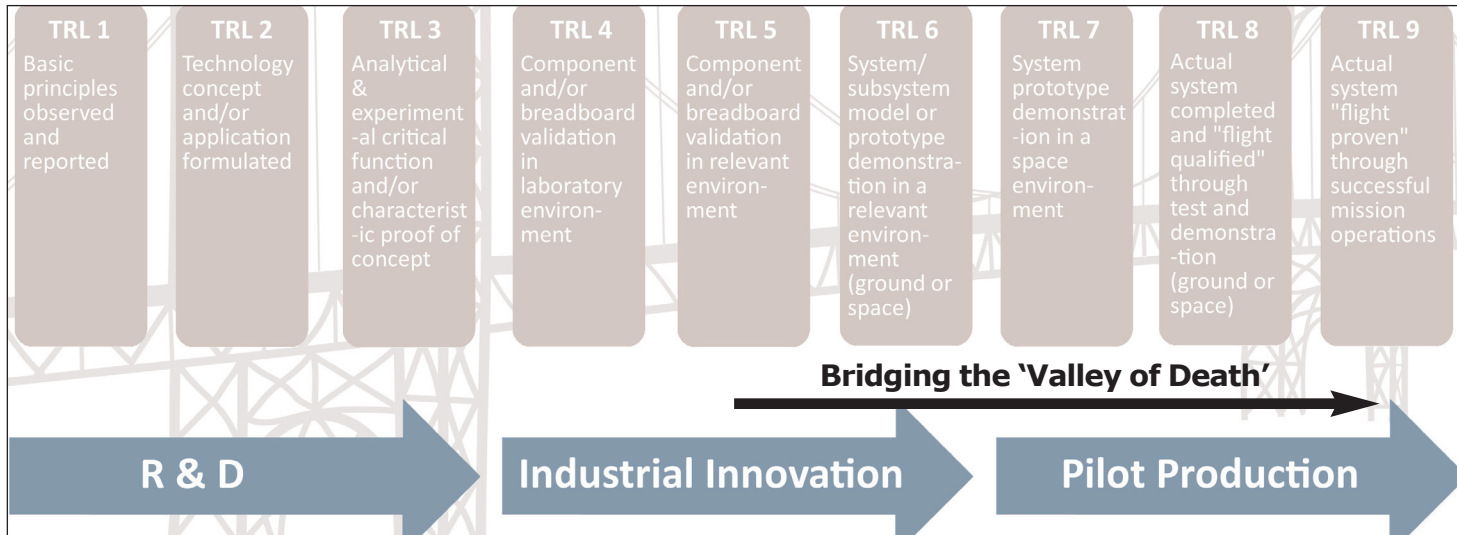 TRL 1
Basic
principles
observed
and
reported
TRL 2
Technology
concept
and/or
application
formulated
TRL 3
Analytical
&
experiment
-al critical
function
and/or
characterist
-ic proof of
concept
TRL 4
Component
and/or
breadboard
validation
in
laboratory
environ-
ment
TRL 5
Component
and/or
breadboard
validation
in relevant
environ-
ment
TRL 6
System/
subsystem
model or
prototype
demonstra-
tion in a
relevant
environ-
ment
(ground or
space)
TRL 7
System
prototype
demonstrat
-ion in a
space
environ-
ment
TRL 8
Actual
system
completed
and "flight
qualified"
through
test and
demonstra
-tion
(ground or
space)
TRL 9
Actual
system
"flight
proven"
through
successful
mission
operations
Bridging the ‘Valley of Death’
R & D
Industrial Innovation
Pilot Production